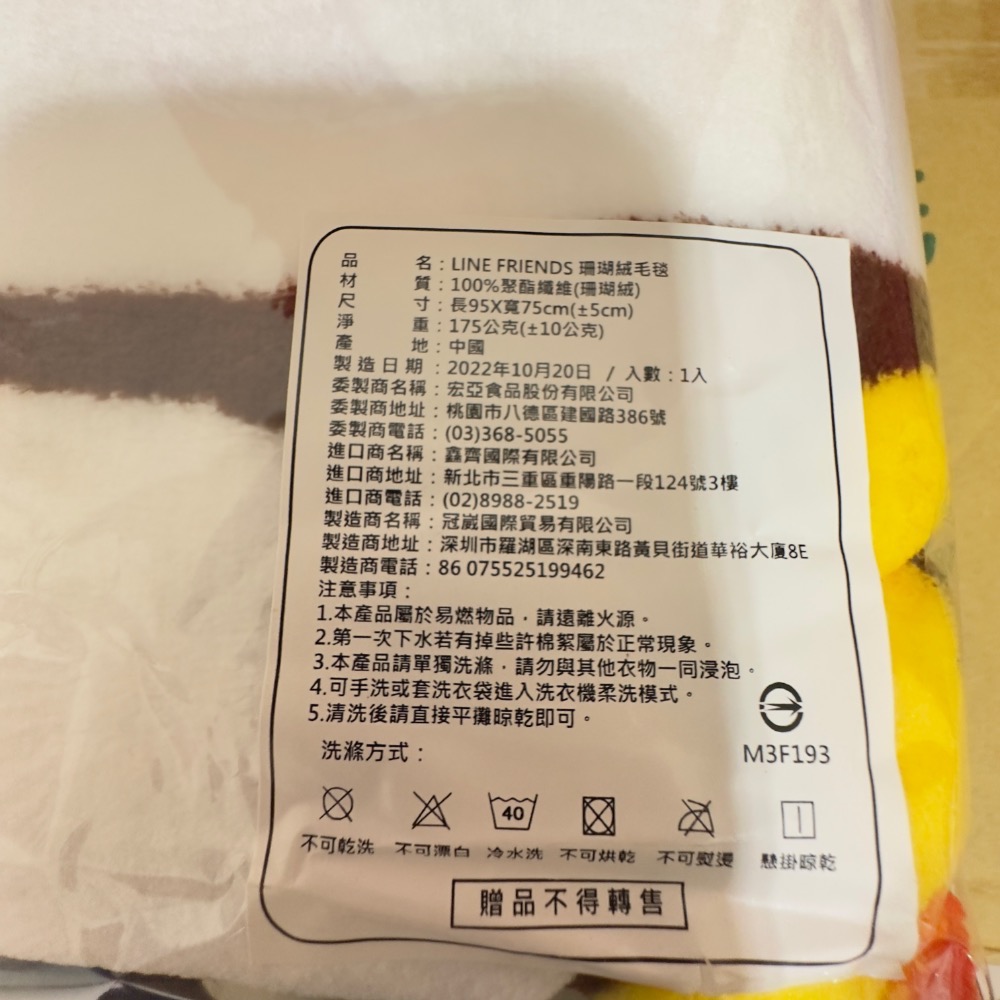 品名：LINE FRIENDS 珊瑚絨毛毯
材質：100%聚酯纖維(珊瑚絨)
尺寸：長95X寬75cm(±5cm)
淨重：175公克(±10公克)
產地：中國
製造日期：2022年10月20日 / 入數：1入
委製商名稱：宏亞食品股份有限公司
委製商地址：桃園市八德區建國路386號
委製商電話：(03)368-5055
進口商名稱：鑫齊國際有限公司
進口商地址：新北市三重區重陽路一段124號3樓
進口商電話：(02)8988-2519
製造商名稱：冠崴國際貿易有限公司
製造商地址：深圳市羅湖區深南東路黃貝街道華裕大廈8E
製造商電話：86 075525199462
注意事項：
1.本產品屬於易燃物品，請遠離火源。
2.第一次下水若有掉些許棉絮屬於正常現象。
3.本產品請單獨洗滌，請勿與其他衣物一同浸泡。
4.可手洗或套洗衣袋進入洗衣機柔洗模式。
5.清洗後請直接平攤晾乾即可。
M3F193
洗滌方式：
40
不可乾洗 不可漂白 冷水洗 不可烘乾 不可熨燙 懸掛晾乾
贈品不得轉售